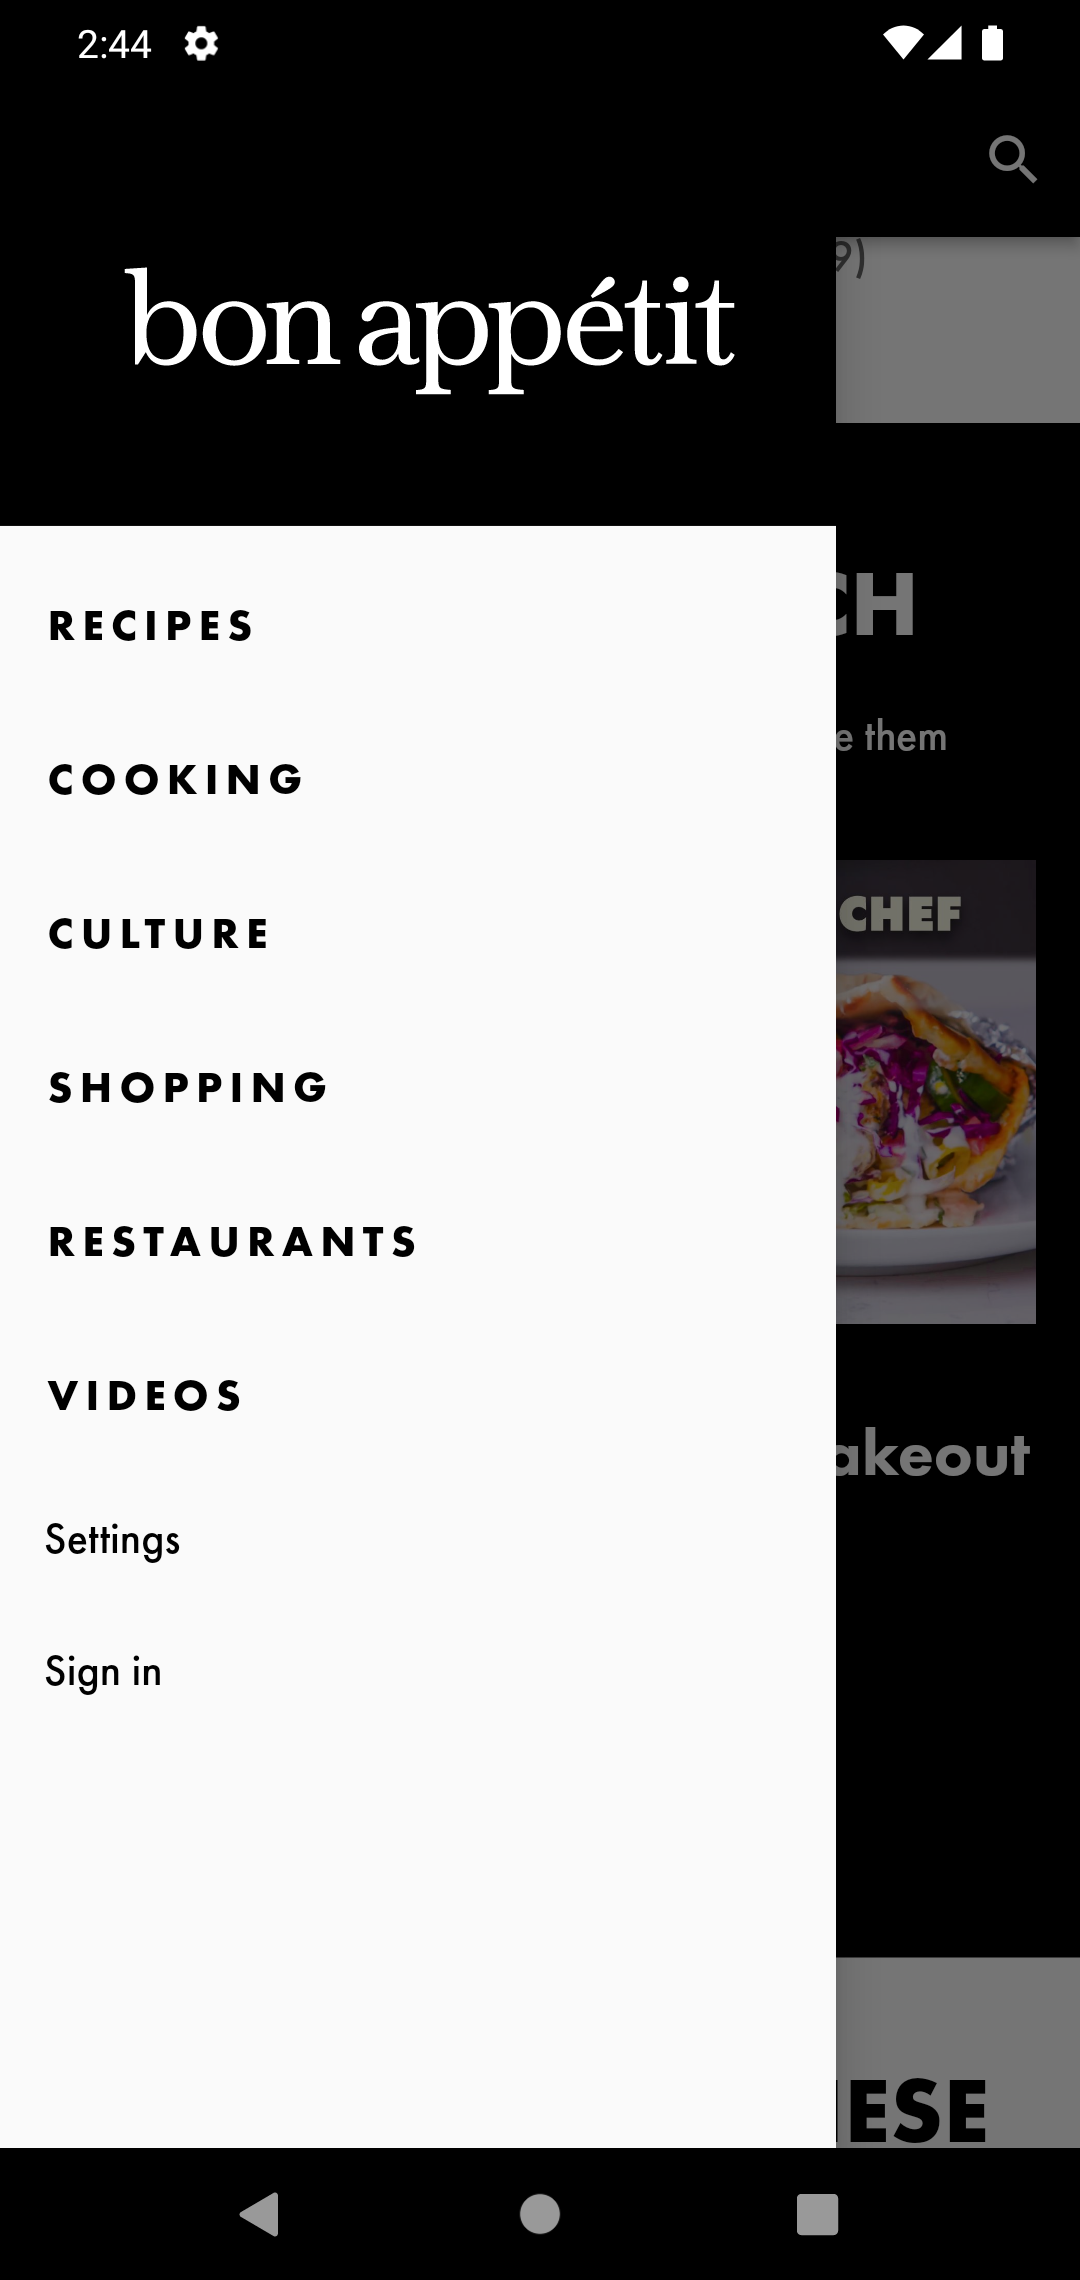 2:44
bon appétit
9)
RECIPES
CH
COOKING
e them
CULTURE
CHEF
SHOPPING
RESTAURANTS
VIDEOS
akeout
Settings
Sign in
ESE